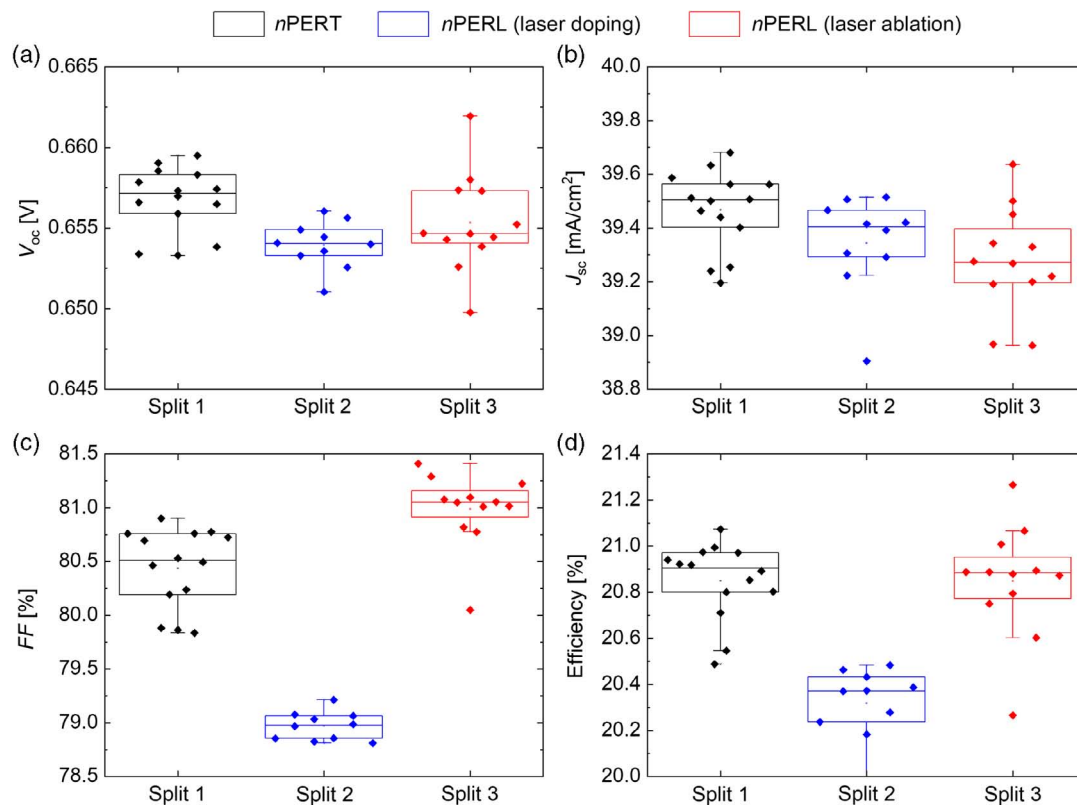 nPERT nPERL (laser doping) nPERL (laser ablation)
(a) (b)
0.665
0.660
0.655
0.650
0.645
Voc [V]
Split 1 Split 2 Split 3
40.0
39.8
39.6
39.4
39.2
39.0
38.8
Jsc [mA/cm²]
Split 1 Split 2 Split 3
(c) (d)
81.5
81.0
80.5
80.0
79.5
79.0
78.5
FF [%]
Split 1 Split 2 Split 3
21.4
21.2
21.0
20.8
20.6
20.4
20.2
20.0
Efficiency [%]
Split 1 Split 2 Split 3